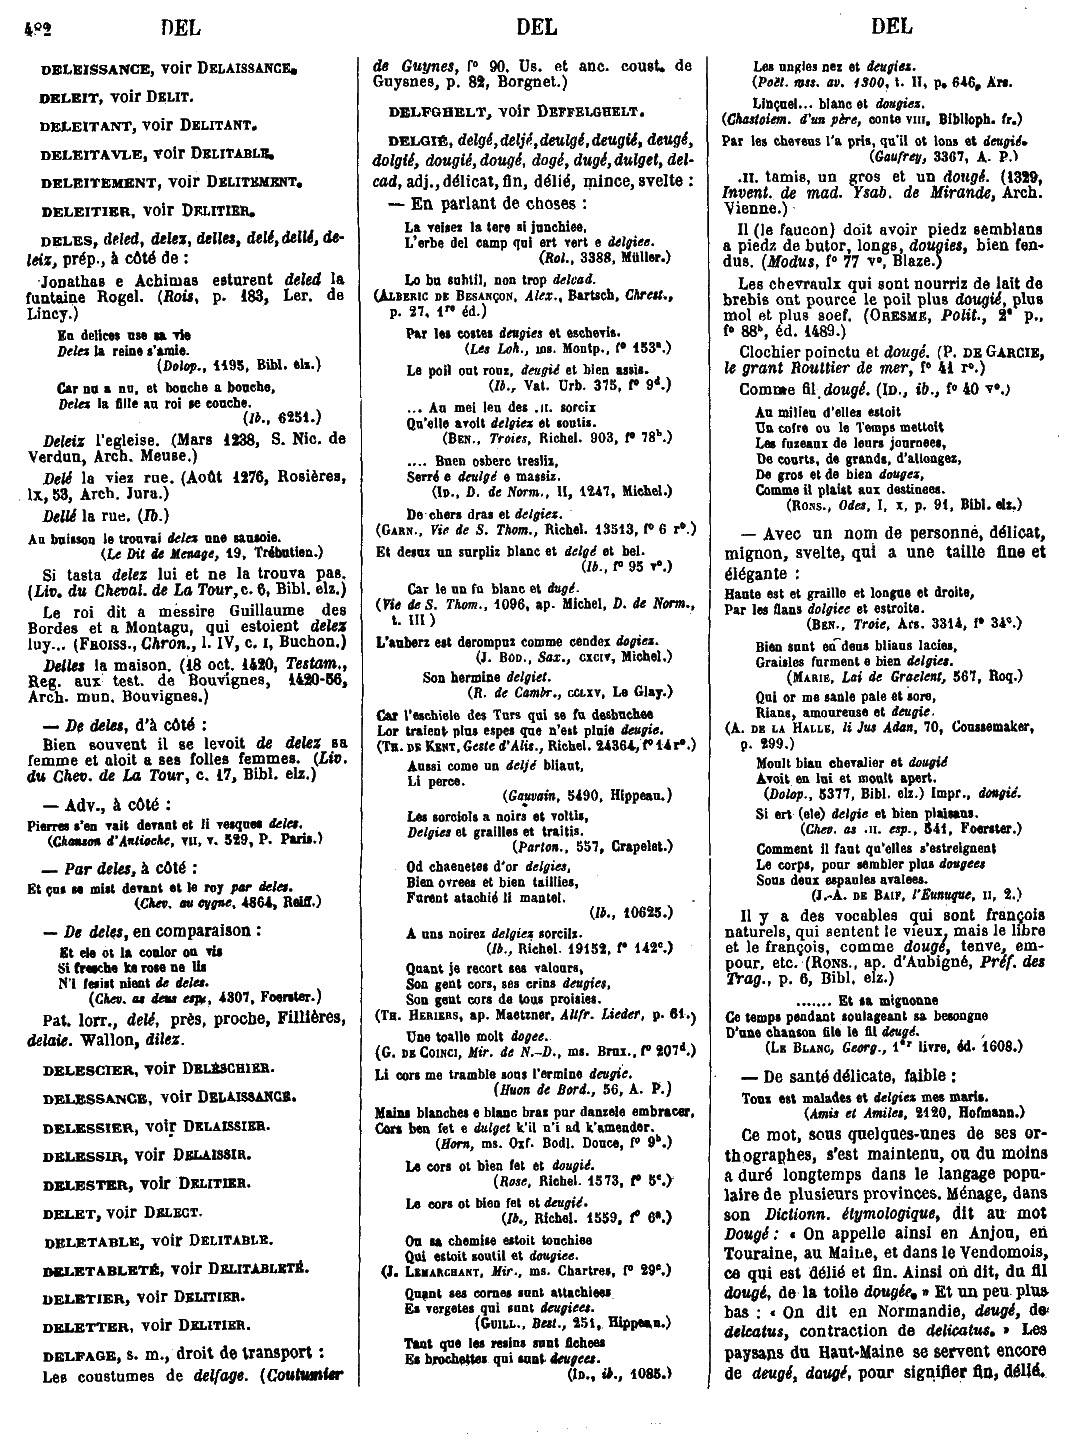 482 DEL DEL DEL
DELEISSANCE, voir DELAISSANCE.
DELEIT, voir DELIT.
DELEITANT, voir DELITANT.
DELEITAVLE, voir DELITABLE.
DELEITEMENT, voir DELITEMENT.
DELEITIER, voir DELITIER.
DELES, deled, delez, delles, delé, dellé, de-
leiz, prép., à côté de :
Jonathas e Achimas esturent deled la
funtaine Rogel. (Rois, p. 183, Ler. de
Lincy.)
En delices use sa vie
Delez la reine s'amie.
(Dolop., 1195, Bibl. elz.)
Car nu a nu, et bouche a bouche,
Delez la fille au roi se couche.
(Ib., 6251.)
Deleiz l'egleise. (Mars 1238, S. Nic. de
Verdun, Arch. Meuse.)
Delé la viez rue. (Août 1276, Rosières,
lx, 53, Arch. Jura.)
Dellé la rue. (Ib.)
Au buisson le trouvai delez une sausoie.
(Le Dit de Menage, 19, Trébutien.)
Si tasta delez lui et ne la trouva pas.
(Liv. du Cheval. de La Tour, c. 6, Bibl. elz.)
Le roi dit a messire Guillaume des
Bordes et a Montagu, qui estoient delez
luy... (FROISS., Chron., l. IV, c. I, Buchon.)
Delles la maison. (18 oct. 1420, Testam.,
Reg. aux test. de Bouvignes, 1420-56,
Arch. mun. Bouvignes.)
— De deles, d'à côté :
Bien souvent il se levoit de delez sa
femme et aloit a ses folles femmes. (Liv.
du Chev. de La Tour, c. 17, Bibl. elz.)
— Adv., à côté :
Pierres s'en vait devant et li vesques deles.
(Chanson d'Antioche, VII, v. 529, P. Paris.)
— Par deles, à côté :
Et çus se mist devant et le roy par deles.
(Chev. au cygne, 4864, Reiff.)
— De deles, en comparaison :
Et ele ot la coulor ou vis
Si fresche ke rose ne lis
N'i fesist nient de deles.
(Chev. as deus esp., 4307, Foerster.)
Pat. lorr., delé, près, proche, Fillières,
delaie. Wallon, dilez.
DELESCIER, voir DELÉSCHIER.
DELESSANCE, voir DELAISSANCE.
DELESSIER, voir DELAISSIER.
DELESSIR, voir DELAISSIR.
DELESTER, voir DELITIER.
DELET, voir DELECT.
DELETABLE, voir DELITABLE.
DELETABLETÉ, voir DELITABLETÉ.
DELETIER, voir DELITIER.
DELETTER, voir DELITIER.
DELFAGE, s. m., droit de transport :
Les coustumes de delfage. (Coutumier
de Guynes, fº 90, Us. et anc. coust. de
Guysnes, p. 82, Borgnet.)
DELFGHELT, voir DEFFELGHELT.
DELGIÉ, delgé, deljé, deulgé, deugié, deugé,
dolgié, dougié, dougé, dogé, dugé, dulget, del-
cad, adj., délicat, fin, délié, mince, svelte :
— En parlant de choses :
La veisez la tere si junchiee,
L'erbe del camp qui ert vert e delgiee.
(Rol., 3388, Müller.)
Lo bu subtil, non trop delcad.
(ALBERIC DE BESANÇON, Alex., Bartsch, Chrest.,
p. 27, 1re éd.)
Par les costes deugies et eschevis.
(Les Loh., ms. Montp., fº 153a.)
Le poil out rouz, deugié et bien assis.
(Ib., Vat. Urb. 375, fº 9d.)
... Au mei leu des .II. sorcix
Qu'elle avoit delgiez et soutis.
(BEN., Troies, Richel. 903, fº 78b.)
.... Buen osberc tresliz,
Serré e deulgé e massiz.
(ID., D. de Norm., II, 1247, Michel.)
De chers dras et delgiez.
(GARN., Vie de S. Thom., Richel. 13513, fº 6 rº.)
Et desuz un surpliz blanc et delgé et bel.
(Ib., fº 95 vº.)
Car le un fu blanc et dugé.
(Vie de S. Thom., 1096, ap. Michel, D. de Norm.,
t. III)
L'auberz est derompuz comme cendex dogiez.
(J. BOD., Sax., CXCIV, Michel.)
Son hermine delgiet.
(R. de Cambr., CCLXV, Le Glay.)
Car l'eschiele des Turs qui se fu desbuchee
Lor traient plus espes que n'est pluie deugie.
(TH. DE KENT, Geste d'Alis., Richel. 24364, fº 14 rº.)
Aussi come un deljé bliaut,
Li perce.
(Gauvain, 5490, Hippeau.)
Les sorciols a noirs et voltis,
Delgies et grailles et traitis.
(Parton., 557, Crapelet.)
Od chaenetes d'or delgies,
Bien ovrees et bien taillies,
Furent atachié li mantel.
(Ib., 10625.)
A uns noirez delgiez sorcilz.
(Ib., Richel. 19152, fº 142c.)
Quant je recort ses valours,
Son gent cors, ses crins deugies,
Son gent cors de tous proisies.
(TH. HERIERS, ap. Maetzner, Altfr. Lieder, p. 61.)
Une toalle molt dogee.
(G. DE COINCI, Mir. de N.-D., ms. Brux., fº 207d.)
Li cors me tramble sous l'ermine deugie.
(Huon de Bord., 56, A. P.)
Mains blanches e blanc braz pur danzele embracer,
Cors ben fet e dulget k'il n'i ad k'amender.
(Horn, ms. Oxf. Bodl. Douce, fº 9b.)
Le cors ot bien fet et dougié.
(Rose, Richel. 1573, fº 5c.)
Le cors ot bien fet et deugié.
(Ib., Richel. 1559, fº 6a.)
Ou sa chemise estoit touchiee
Qui estoit soutil et dougiee.
(J. LEMARCHANT, Mir., ms. Chartres, fº 29c.)
Quant ses cornes sunt attachiees
Es vergetes qui sunt deugiees.
(GUILL., Best., 251, Hippeau.)
Tant que les resins sunt fichees
Es brochettes qui sunt deugees.
(ID., ib., 1085.)
Les ungles nez et deugies.
(Poët. mss. av. 1300, t. II, p. 646, Ars.
Linçuel... blanc et dougiez.
(Chastoiem. d'un père, conte VIII, Biblioph. fr.)
Par les cheveus l'a pris, qu'il ot lons et deugié.
(Gaufrey, 3367, A. P.)
.II. tamis, un gros et un dougé. (1329,
Invent. de mad. Ysab. de Mirande, Arch.
Vienne.)
Il (le faucon) doit avoir piedz semblans
a piedz de butor, longs, dougies, bien fen-
dus. (Modus, fº 77 vº, Blaze.)
Les chevraulx qui sont nourriz de lait de
brebis ont pource le poil plus dougié, plus
mol et plus soef. (ORESME, Polit., 2e p.,
fº 88b, éd. 1489.)
Clochier poinctu et dougé. (P. DE GARCIE,
le grant Routtier de mer, fº 41 rº.)
Comme fil dougé. (ID., ib., fº 40 vº.)
Au milieu d'elles estoit
Un cofre ou le Temps mettoit
Les fuzeaux de leurs journees,
De courts, de grands, d'allongez,
De gros et de bien dougez,
Comme il plaist aux destinees.
(RONS., Odes, I, X, p. 91, Bibl. elz.)
— Avec un nom de personne, délicat,
mignon, svelte, qui a une taille fine et
élégante :
Haute est et graille et longue et droite,
Par les flans dolgiee et estroite.
(BEN., Troie, Ars. 3314, fº 34c.)
Bien sunt en deus blians lacies,
Graisles furment e bien delgies.
(MARIE, Lai de Graelent, 567, Roq.)
Qui or me sanle pale et sore,
Rians, amoureuse et deugie.
(A. DE LA HALLE, li Jus Adan, 70, Coussemaker,
p. 299.)
Moult biau chevalier et dougié
Avoit en lui et moult apert.
(Dolop., 5377, Bibl. elz.) Impr., dongié.
Si ert (ele) delgie et bien plaisans.
(Chev. as .II. esp., 541, Foerster.)
Comment il faut qu'elles s'estreignent
Le corps, pour sembler plus dougees
Sous deux espaules avalees.
(J.-A. DE BAIF, l'Eunuque, II, 2.)
Il y a des vocables qui sont françois
naturels, qui sentent le vieux, mais le libre
et le françois, comme dougé, tenve, em-
pour, etc. (RONS., ap. d'Aubigné, Préf. des
Trag., p. 6, Bibl. elz.)
....... Et sa mignonne
Ce temps pendant soulageant sa besongne
D'une chanson file le fil deugé.
(LE BLANC, Georg., 1er livre, éd. 1608.)
— De santé délicate, faible :
Touz est malades et delgiez mes maris.
(Amis et Amiles, 2120, Hofmann.)
Ce mot, sous quelques-unes de ses or-
thographes, s'est maintenu, ou du moins
a duré longtemps dans le langage popu-
laire de plusieurs provinces. Ménage, dans
son Dictionn. étymologique, dit au mot
Dougé : « On appelle ainsi en Anjou, en
Touraine, au Maine, et dans le Vendomois,
ce qui est délié et fin. Ainsi on dit, du fil
dougé, de la toile dougée. » Et un peu plus
bas : « On dit en Normandie, deugé, de
delcatus, contraction de delicatus. » Les
paysans du Haut-Maine se servent encore
de deugé, daugé, pour signifier fin, délié.